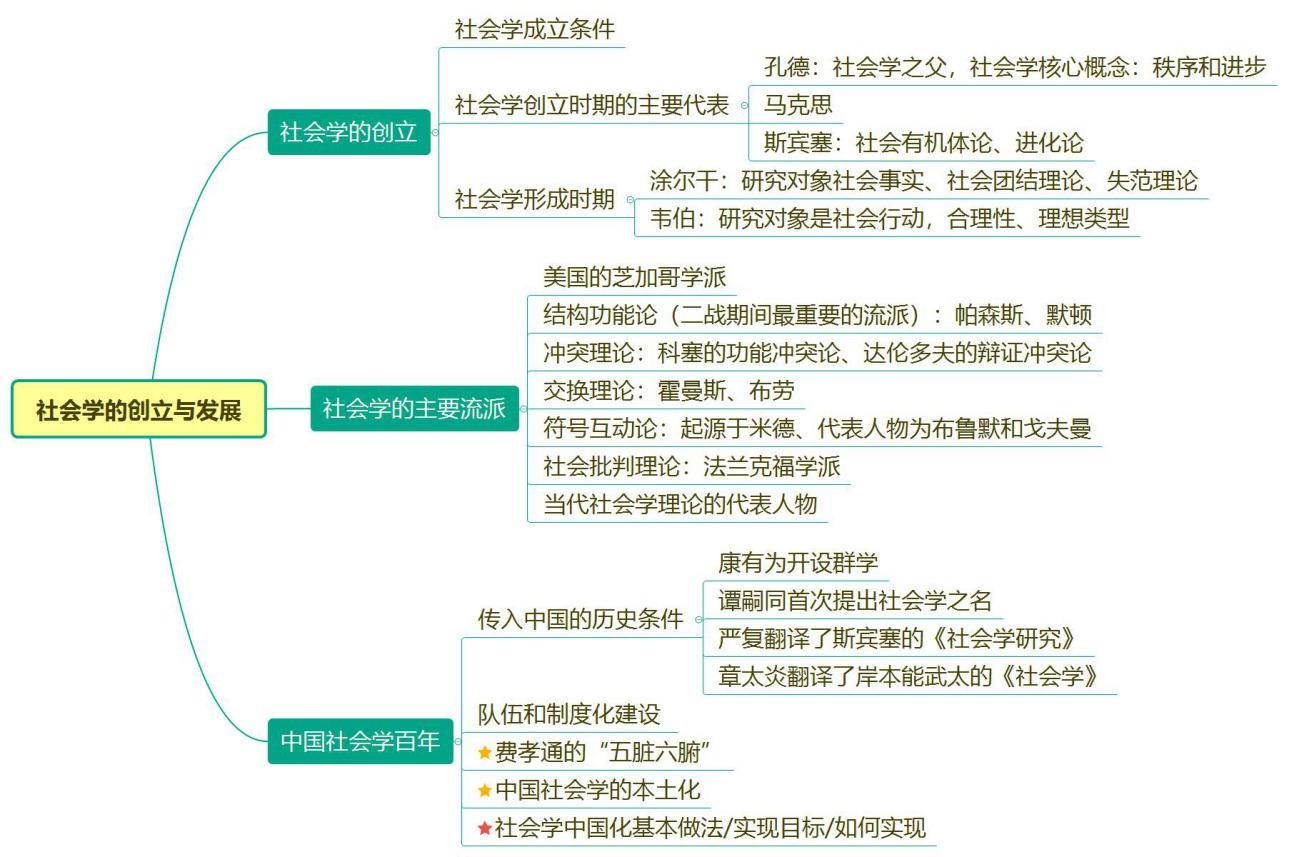 社会学成立条件
孔德：社会学之父，社会学核心概念：秩序和进步
社会学创立时期的主要代表
马克思
社会学的创立
斯宾塞：社会有机体论、进化论
涂尔干：研究对象社会事实、社会团结理论、失范理论
社会学形成时期
韦伯：研究对象是社会行动，合理性、理想类型
美国的芝加哥学派
结构功能论（二战期间最重要的流派）：帕森斯、默顿
冲突理论：科塞的功能冲突论、达伦多夫的辩证冲突论
交换理论：霍曼斯、布劳
社会学的创立与发展
社会学的主要流派
符号互动论：起源于米德、代表人物为布鲁默和戈夫曼
社会批判理论：法兰克福学派
当代社会学理论的代表人物
康有为开设群学
谭嗣同首次提出社会学之名
传入中国的历史条件
严复翻译了斯宾塞的《社会学研究》
章太炎翻译了岸本能武太的《社会学》
队伍和制度化建设
中国社会学百年
费孝通的“五脏六腑”
中国社会学的本土化
社会学中国化基本做法/实现目标/如何实现